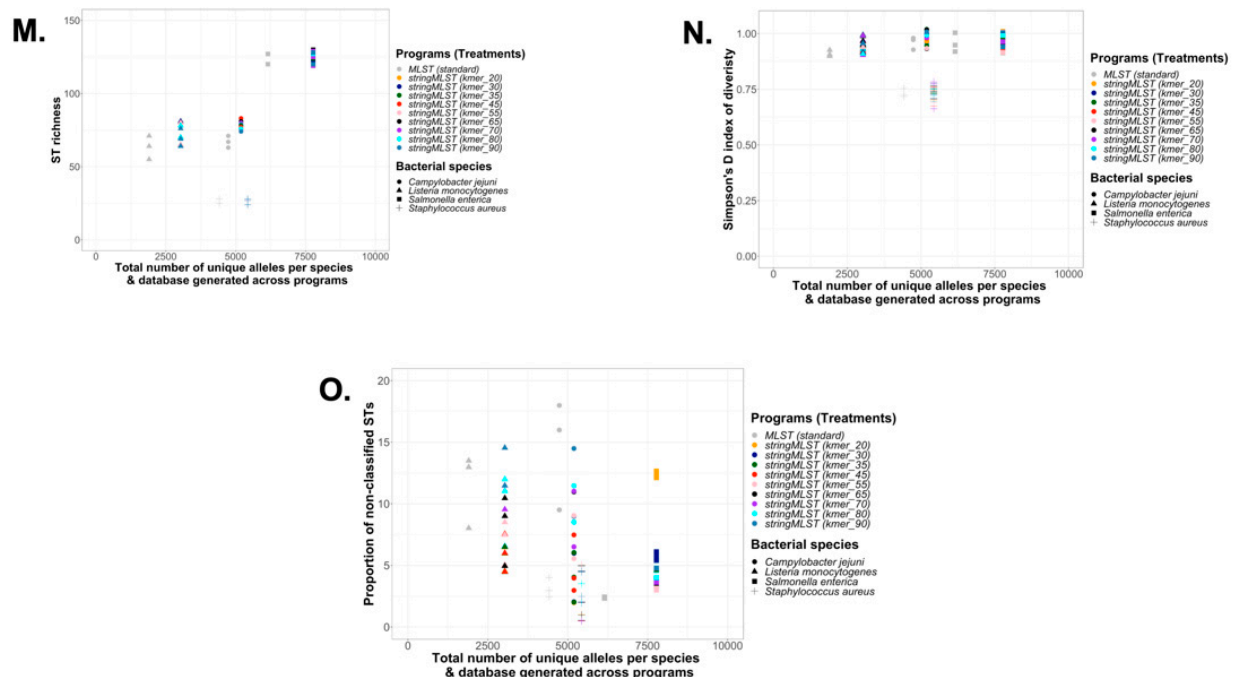 M.
ST richness
150
100
50
0
0 2500 5000 7500 10000
Total number of unique alleles per species
& database generated across programs
Programs (Treatments)
MLST (standard)
stringMLST (kmer_20)
stringMLST (kmer_30)
stringMLST (kmer_35)
stringMLST (kmer_45)
stringMLST (kmer_55)
stringMLST (kmer_65)
stringMLST (kmer_70)
stringMLST (kmer_80)
stringMLST (kmer_90)
Bacterial species
Campylobacter jejuni
Listeria monocytogenes
Salmonella enterica
Staphylococcus aureus
N.
Simpson's D index of diveristy
1.00
0.75
0.50
0.25
0.00
0 2500 5000 7500 10000
Total number of unique alleles per species
& database generated across programs
Programs (Treatments)
MLST (standard)
stringMLST (kmer_20)
stringMLST (kmer_30)
stringMLST (kmer_35)
stringMLST (kmer_45)
stringMLST (kmer_55)
stringMLST (kmer_65)
stringMLST (kmer_70)
stringMLST (kmer_80)
stringMLST (kmer_90)
Bacterial species
Campylobacter jejuni
Listeria monocytogenes
Salmonella enterica
Staphylococcus aureus
O.
Proportion of non-classified STs
20
15
10
5
0
0 2500 5000 7500 10000
Total number of unique alleles per species
& database generated across programs
Programs (Treatments)
MLST (standard)
stringMLST (kmer_20)
stringMLST (kmer_30)
stringMLST (kmer_35)
stringMLST (kmer_45)
stringMLST (kmer_55)
stringMLST (kmer_65)
stringMLST (kmer_70)
stringMLST (kmer_80)
stringMLST (kmer_90)
Bacterial species
Campylobacter jejuni
Listeria monocytogenes
Salmonella enterica
Staphylococcus aureus